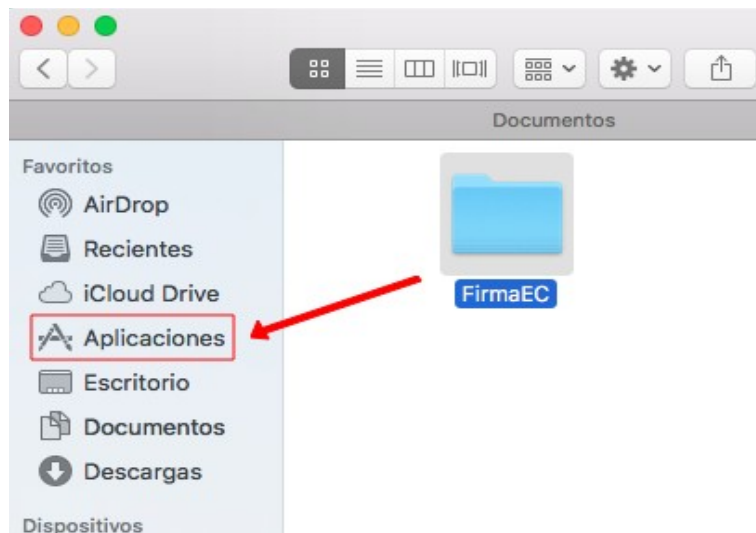 Documentos
Favoritos
AirDrop
Recientes
iCloud Drive
Aplicaciones
Escritorio
Documentos
Descargas
Dispositivos
FirmaEC